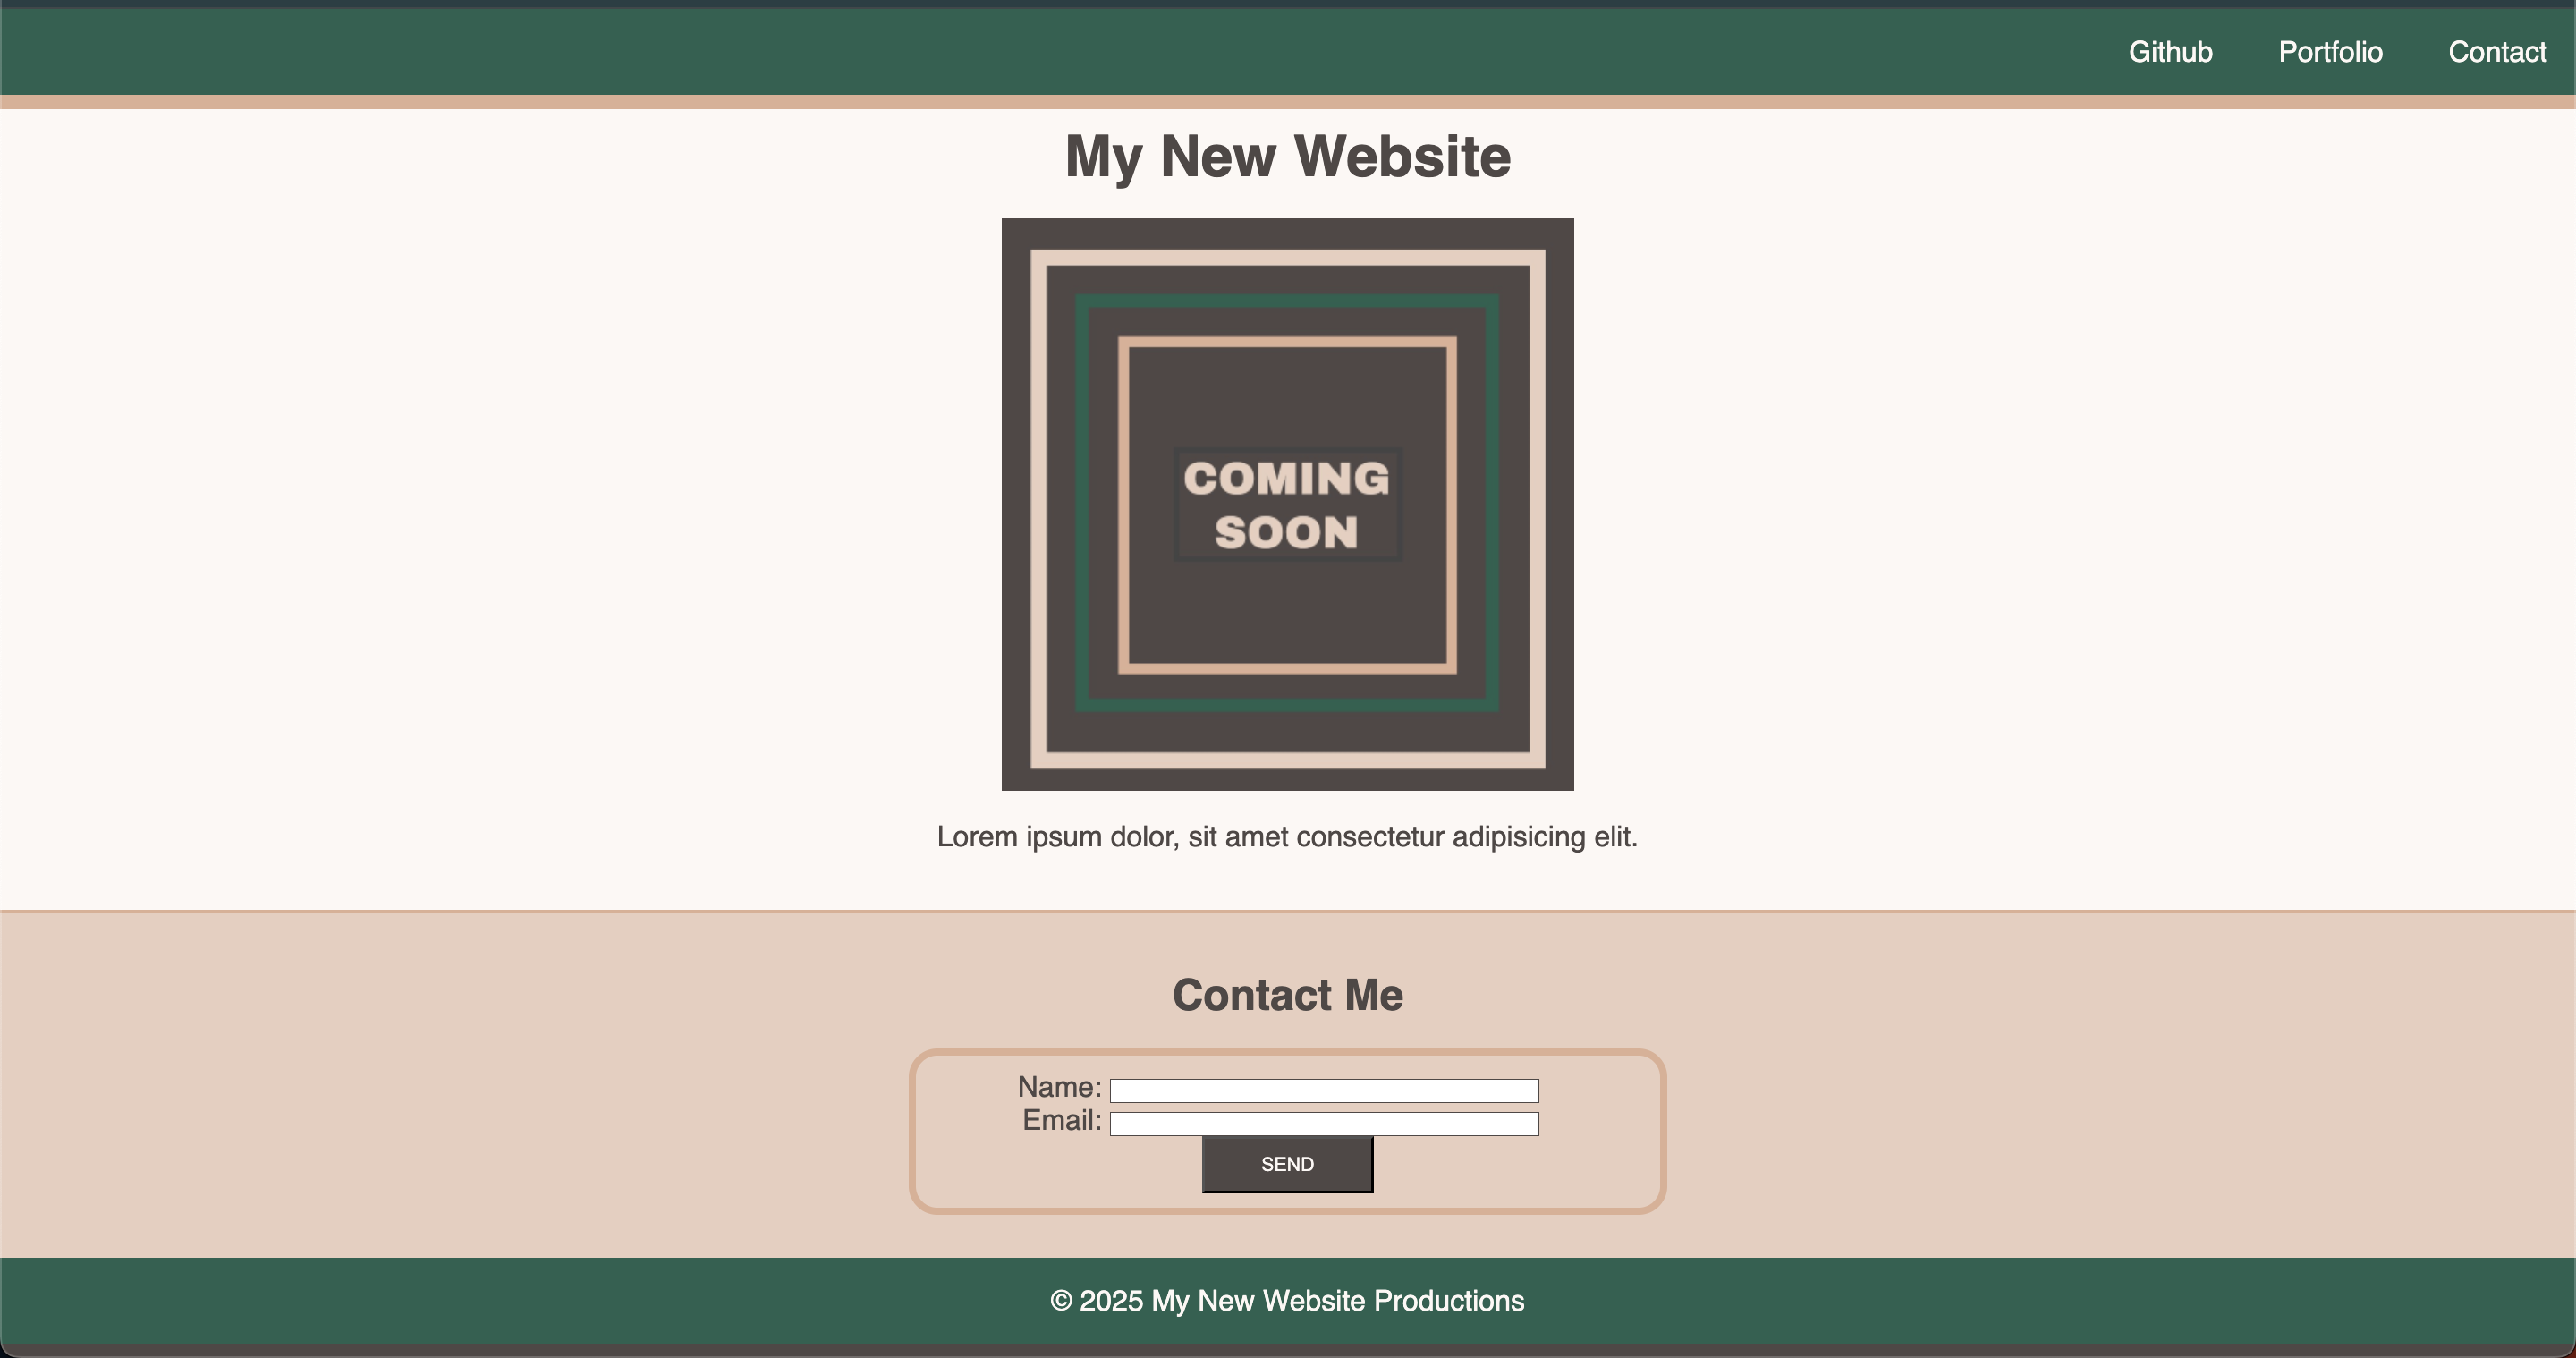 Github Portfolio Contact
My New Website
COMING
SOON
Lorem ipsum dolor, sit amet consectetur adipisicing elit.
Contact Me
Name:
Email:
SEND
© 2025 My New Website Productions